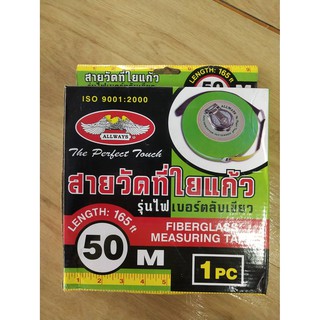 สายวัดที่ใยแก้ว
LENGTH: 165 ft
50 M
ISO 9001:2000
ALLWAYS
The Perfect Touch
สายวัดที่ใยแก้ว
รุ่นไฟเบอร์ตลับเขียว
LENGTH: 165 ft
50 M
FIBERGLASS
MEASURING TAPE
1 PC